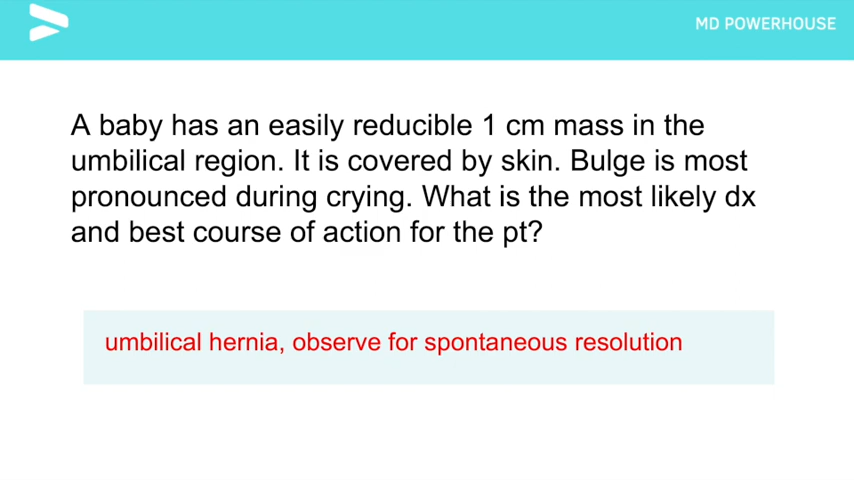 MD POWERHOUSE
A baby has an easily reducible 1 cm mass in the
umbilical region. It is covered by skin. Bulge is most
pronounced during crying. What is the most likely dx
and best course of action for the pt?
umbilical hernia, observe for spontaneous resolution